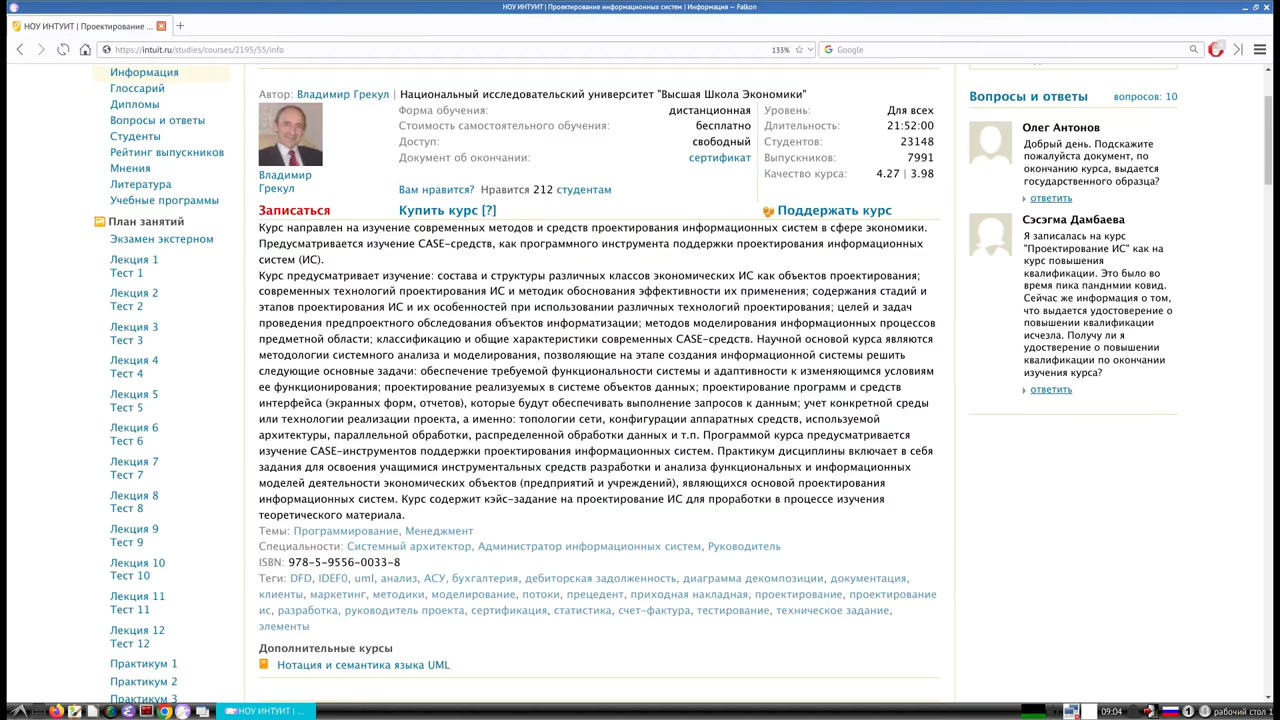 НОУ ИНТУИТ | Проектирование информационных систем | Информация — Falkon
НОУ ИНТУИТ | Проектирование ...
https://intuit.ru/studies/courses/2195/55/info
133%
Google
Информация
Глоссарий
Дипломы
Вопросы и ответы
Студенты
Рейтинг выпускников
Мнения
Литература
Учебные программы
План занятий
Экзамен экстерном
Лекция 1
Тест 1
Лекция 2
Тест 2
Лекция 3
Тест 3
Лекция 4
Тест 4
Лекция 5
Тест 5
Лекция 6
Тест 6
Лекция 7
Тест 7
Лекция 8
Тест 8
Лекция 9
Тест 9
Лекция 10
Тест 10
Лекция 11
Тест 11
Лекция 12
Тест 12
Практикум 1
Практикум 2
Практикум 3
Автор: Владимир Грекул | Национальный исследовательский университет "Высшая Школа Экономики"
Владимир
Грекул
Форма обучения: дистанционная
Стоимость самостоятельного обучения: бесплатно
Доступ: свободный
Документ об окончании: сертификат
Уровень: Для всех
Длительность: 21:52:00
Студентов: 23148
Выпускников: 7991
Качество курса: 4.27 | 3.98
Вам нравится? Нравится 212 студентам
Записаться Купить курс [?] Поддержать курс
Курс направлен на изучение современных методов и средств проектирования информационных систем в сфере экономики.
Предусматривается изучение CASE-средств, как программного инструмента поддержки проектирования информационных
систем (ИС).
Курс предусматривает изучение: состава и структуры различных классов экономических ИС как объектов проектирования;
современных технологий проектирования ИС и методик обоснования эффективности их применения; содержания стадий и
этапов проектирования ИС и их особенностей при использовании различных технологий проектирования; целей и задач
проведения предпроектного обследования объектов информатизации; методов моделирования информационных процессов
предметной области; классификацию и общие характеристики современных CASE-средств. Научной основой курса являются
методологии системного анализа и моделирования, позволяющие на этапе создания информационной системы решить
следующие основные задачи: обеспечение требуемой функциональности системы и адаптивности к изменяющимся условиям
ее функционирования; проектирование реализуемых в системе объектов данных; проектирование программ и средств
интерфейса (экранных форм, отчетов), которые будут обеспечивать выполнение запросов к данным; учет конкретной среды
или технологии реализации проекта, а именно: топологии сети, конфигурации аппаратных средств, используемой
архитектуры, параллельной обработки, распределенной обработки данных и т.п. Программой курса предусматривается
изучение CASE-инструментов поддержки проектирования информационных систем. Практикум дисциплины включает в себя
задания для освоения учащимися инструментальных средств разработки и анализа функциональных и информационных
моделей деятельности экономических объектов (предприятий и учреждений), являющихся основой проектирования
информационных систем. Курс содержит кэйс-задание на проектирование ИС для проработки в процессе изучения
теоретического материала.
Темы: Программирование, Менеджмент
Специальности: Системный архитектор, Администратор информационных систем, Руководитель
ISBN: 978-5-9556-0033-8
Теги: DFD, IDEF0, uml, анализ, АСУ, бухгалтерия, дебиторская задолженность, диаграмма декомпозиции, документация,
клиенты, маркетинг, методики, моделирование, потоки, прецедент, приходная накладная, проектирование, проектирование
ис, разработка, руководитель проекта, сертификация, статистика, счет-фактура, тестирование, техническое задание,
элементы
Дополнительные курсы
Нотация и семантика языка UML
Вопросы и ответы вопросов: 10
Олег Антонов
Добрый день. Подскажите
пожалуйста документ, по
окончанию курса, выдается
государственного образца?
ответить
Сэсэгма Дамбаева
Я записалась на курс
"Проектирование ИС" как на
курс повышения
квалификации. Это было во
время пика панднмии ковид.
Сейчас же информация о том,
что выдается удостоверение о
повышении квалификации
исчезла. Получу ли я
удстоверение о повышении
квалификации по окончании
изучения курса?
ответить
НОУ ИНТУИТ | ...
09:04
1
рабочий стол 1